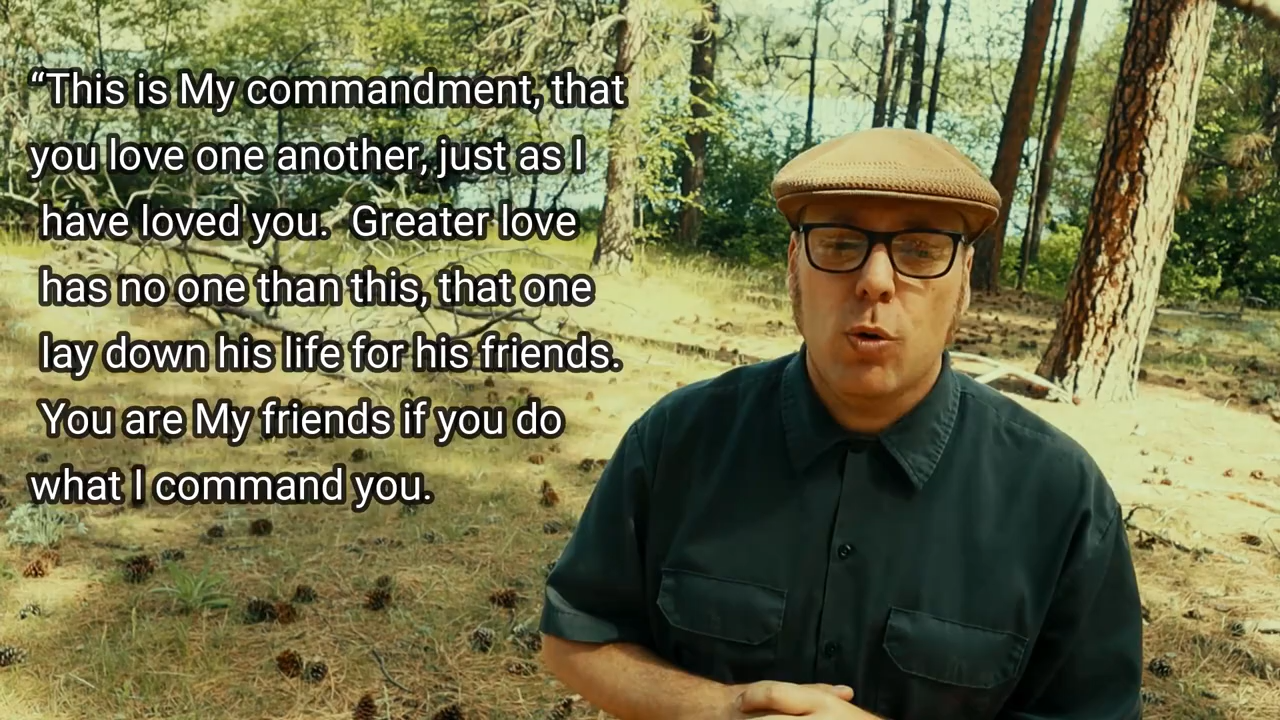 “This is My commandment, that
you love one another, just as I
have loved you. Greater love
has no one than this, that one
lay down his life for his friends.
You are My friends if you do
what I command you.